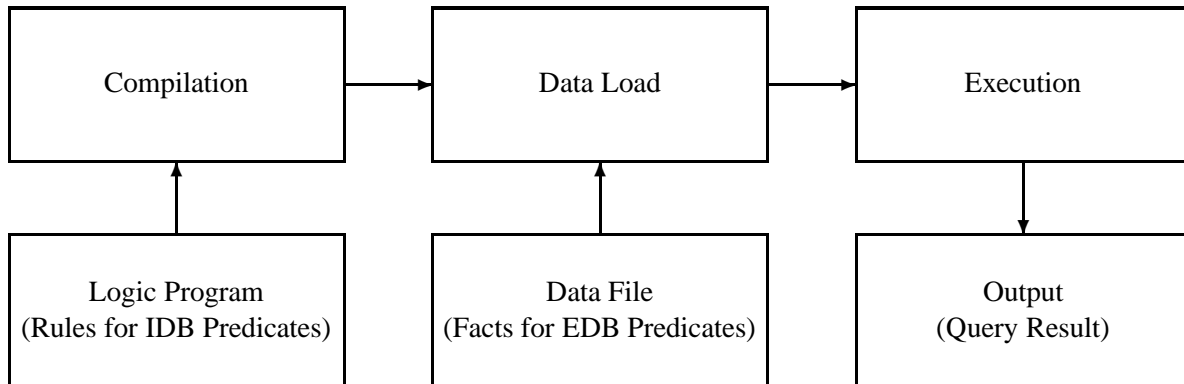 Compilation
Data Load
Execution
Logic Program
(Rules for IDB Predicates)
Data File
(Facts for EDB Predicates)
Output
(Query Result)